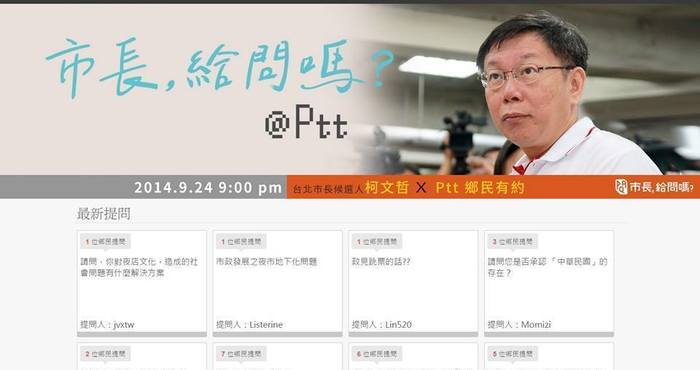 市長，給問嗎？
@Ptt
2014.9.24 9:00 pm 台北市長候選人柯文哲 X Ptt 鄉民有約 市長，給問嗎？
最新提問
1 位鄉民提問
請問，你對夜店文化，造成的社
會問題有什麼解決方案
提問人：jvxtw
1 位鄉民提問
市政發展之夜市地下化問題
提問人：Listerine
1 位鄉民提問
政見跳票的話??
提問人：Lin520
3 位鄉民提問
請問您是否承認「中華民國」的
存在？
提問人：Momizi
2 位鄉民提問
7 位鄉民提問
6 位鄉民提問
5 位鄉民提問